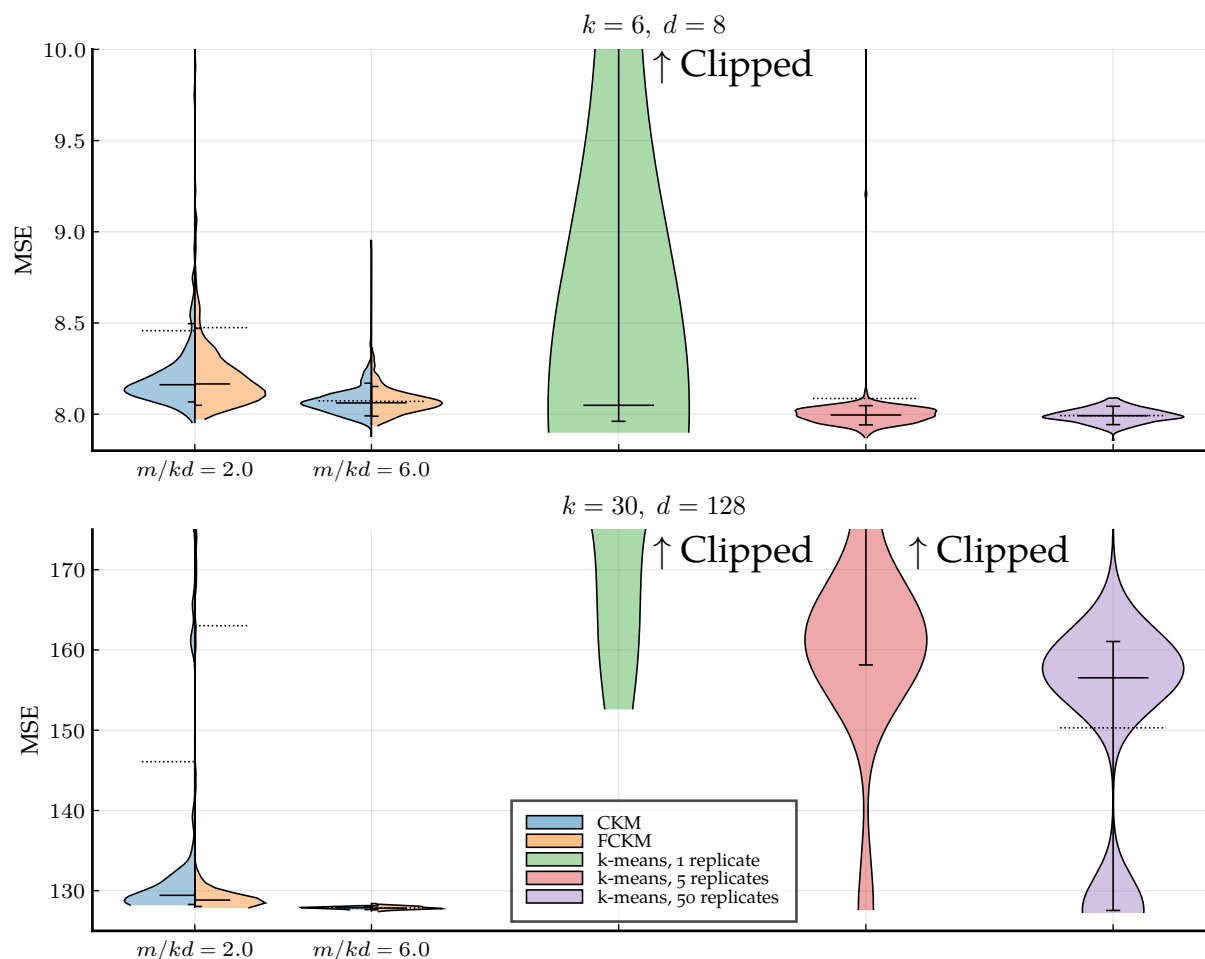 k = 6, d = 8
10.0
↑ Clipped
9.5
9.0
MSE
8.5
8.0
m/kd = 2.0
m/kd = 6.0
k = 30, d = 128
↑ Clipped
↑ Clipped
170
160
MSE
150
140
130
CKM
FCKM
k-means, 1 replicate
k-means, 5 replicates
k-means, 50 replicates
m/kd = 2.0
m/kd = 6.0